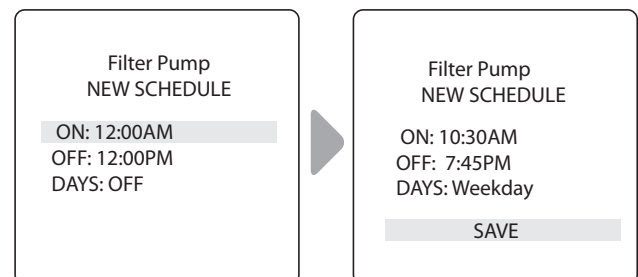 Filter Pump
NEW SCHEDULE
ON: 12:00AM
OFF: 12:00PM
DAYS: OFF
Filter Pump
NEW SCHEDULE
ON: 10:30AM
OFF: 7:45PM
DAYS: Weekday
SAVE